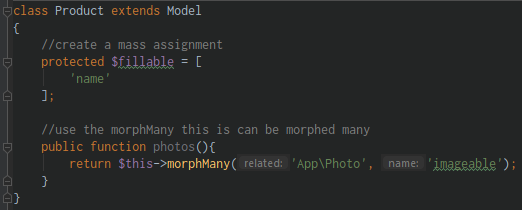 class Product extends Model
{
//create a mass assignment
protected $fillable = [
'name'
];
//use the morphMany this is can be morphed many
public function photos(){
return $this->morphMany( related: 'App\Photo', name: 'imageable');
}
}